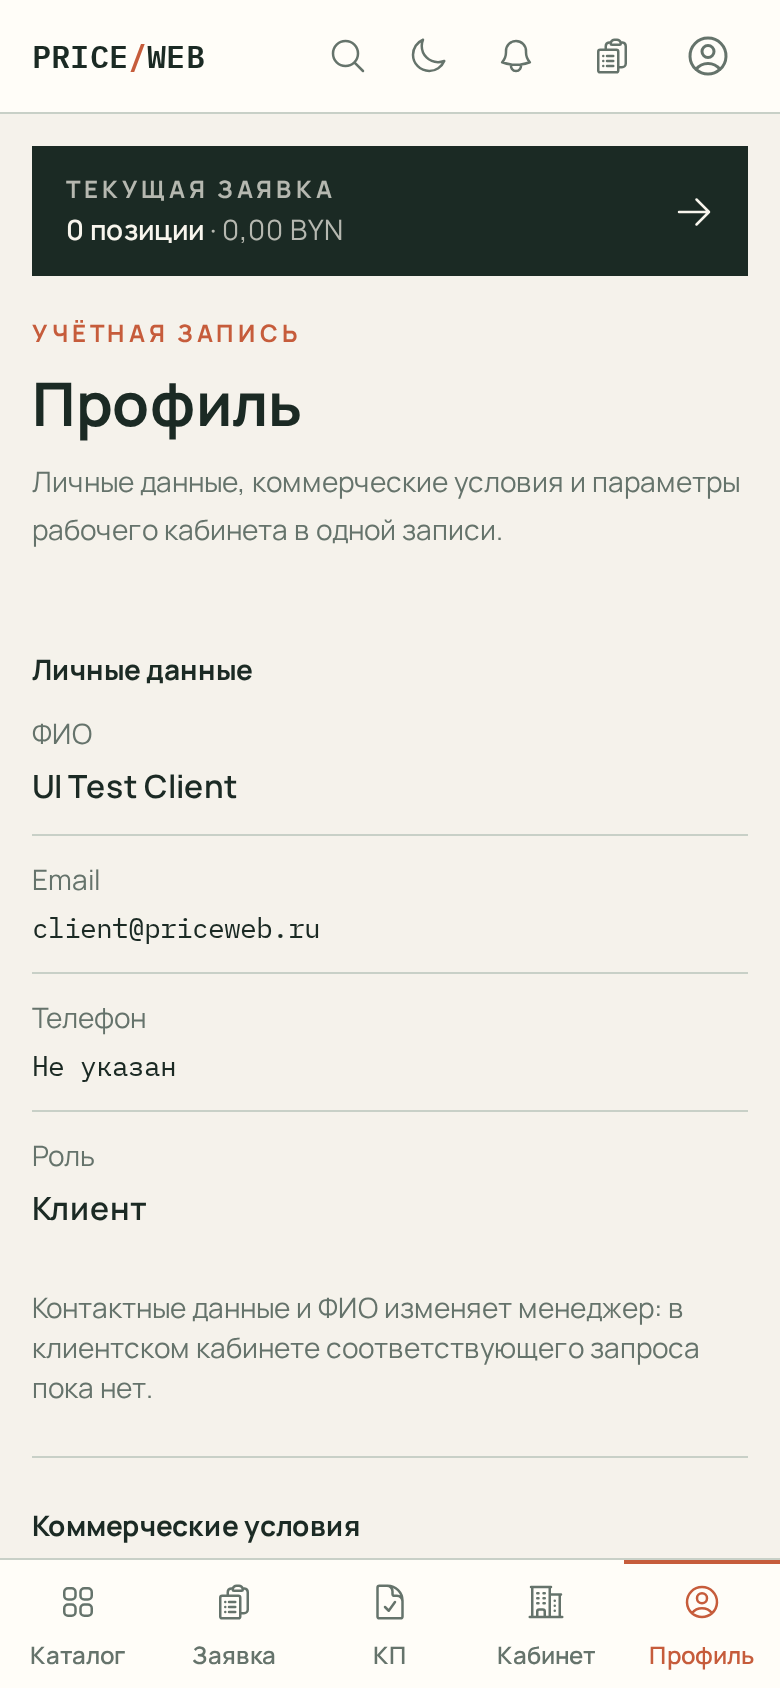 PRICE/WEB
ТЕКУЩАЯ ЗАЯВКА
0 позиции · 0,00 BYN
УЧЁТНАЯ ЗАПИСЬ
Профиль
Личные данные, коммерческие условия и параметры
рабочего кабинета в одной записи.
Личные данные
ФИО
UI Test Client
Email
client@priceweb.ru
Телефон
Не указан
Роль
Клиент
Контактные данные и ФИО изменяет менеджер: в
клиентском кабинете соответствующего запроса
пока нет.
Коммерческие условия
Каталог
Заявка
КП
Кабинет
Профиль